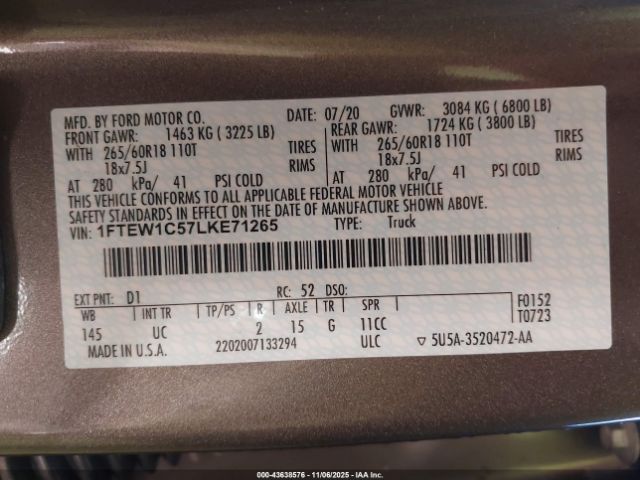 MFD. BY FORD MOTOR CO. DATE: 07/20 GVWR: 3084 KG (6800 LB)
FRONT GAWR: 1463 KG (3225 LB) REAR GAWR: 1724 KG (3800 LB)
WITH 265/60R18 110T TIRES WITH 265/60R18 110T TIRES
18x7.5J RIMS 18x7.5J RIMS
AT 280 kPa/ 41 PSI COLD AT 280 kPa/ 41 PSI COLD
THIS VEHICLE CONFORMS TO ALL APPLICABLE FEDERAL MOTOR VEHICLE
SAFETY STANDARDS IN EFFECT ON THE DATE OF MANUFACTURE SHOWN ABOVE.
VIN: 1FTEW1C57LKE71265 TYPE: Truck
EXT PNT: D1 RC: 52 DSO: F0152
WB INT TR TP/PS R AXLE TR SPR T0723
145 UC 2 15 G 11CC
MADE IN U.S.A. 2202007133294 ULC ▽ 5U5A-3520472-AA
000-43638576 - 11/06/2025 - IAA Inc.